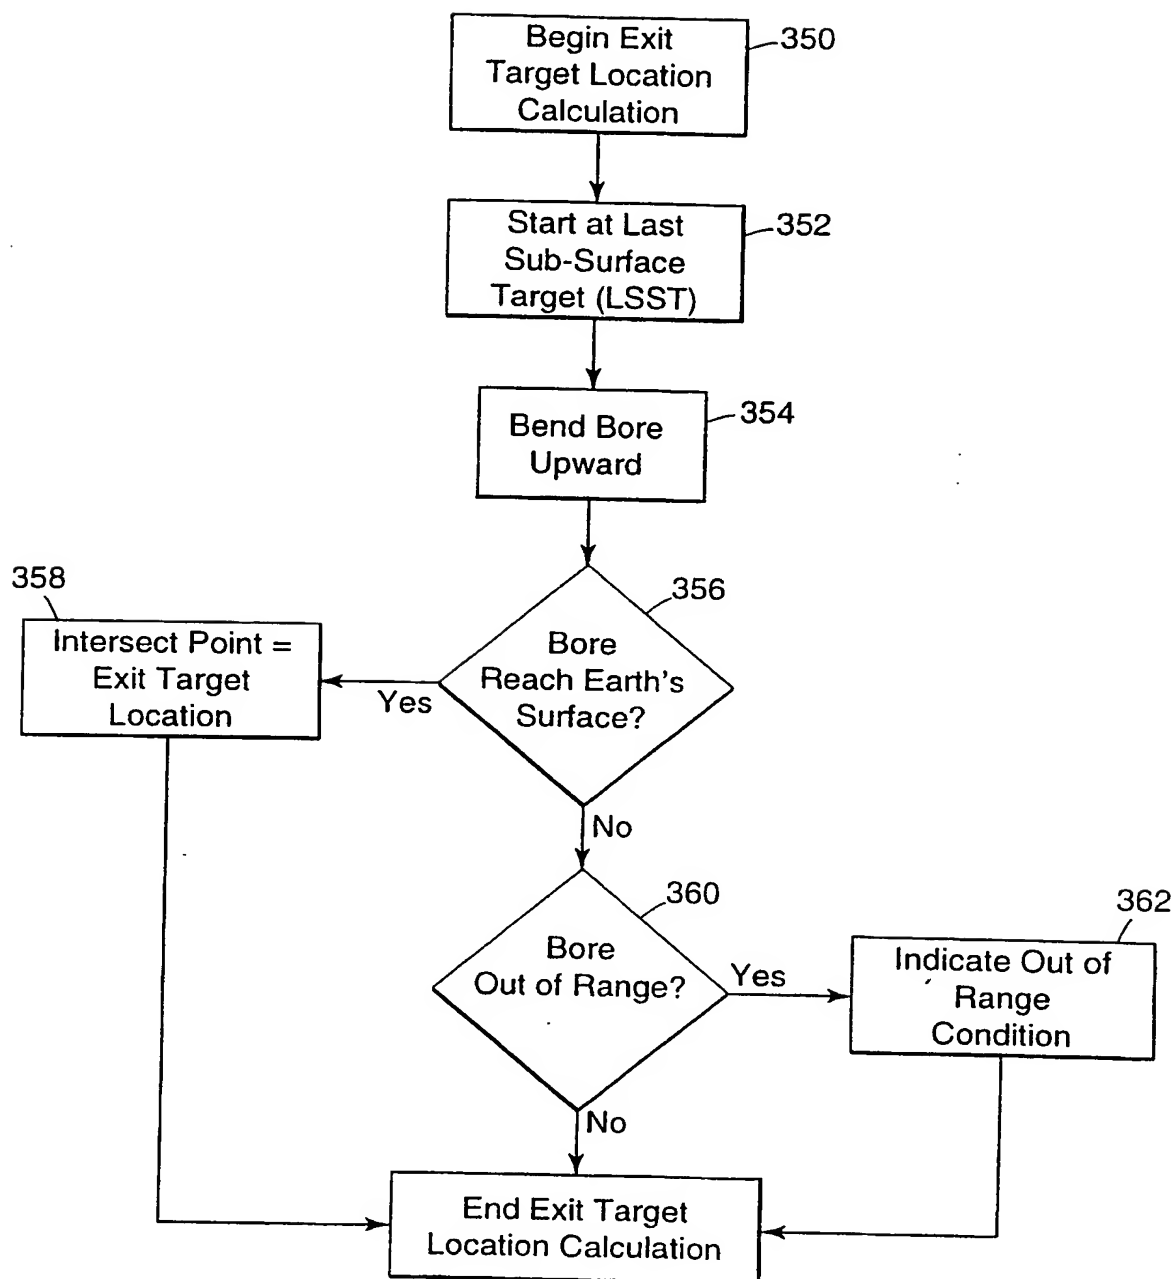 Begin Exit
Target Location
Calculation
350
Start at Last
Sub-Surface
Target (LSST)
352
Bend Bore
Upward
354
358
Intersect Point =
Exit Target
Location
Yes
Bore
Reach Earth's
Surface?
356
No
Bore
Out of Range?
360
Yes
362
Indicate Out of
Range
Condition
No
End Exit Target
Location Calculation